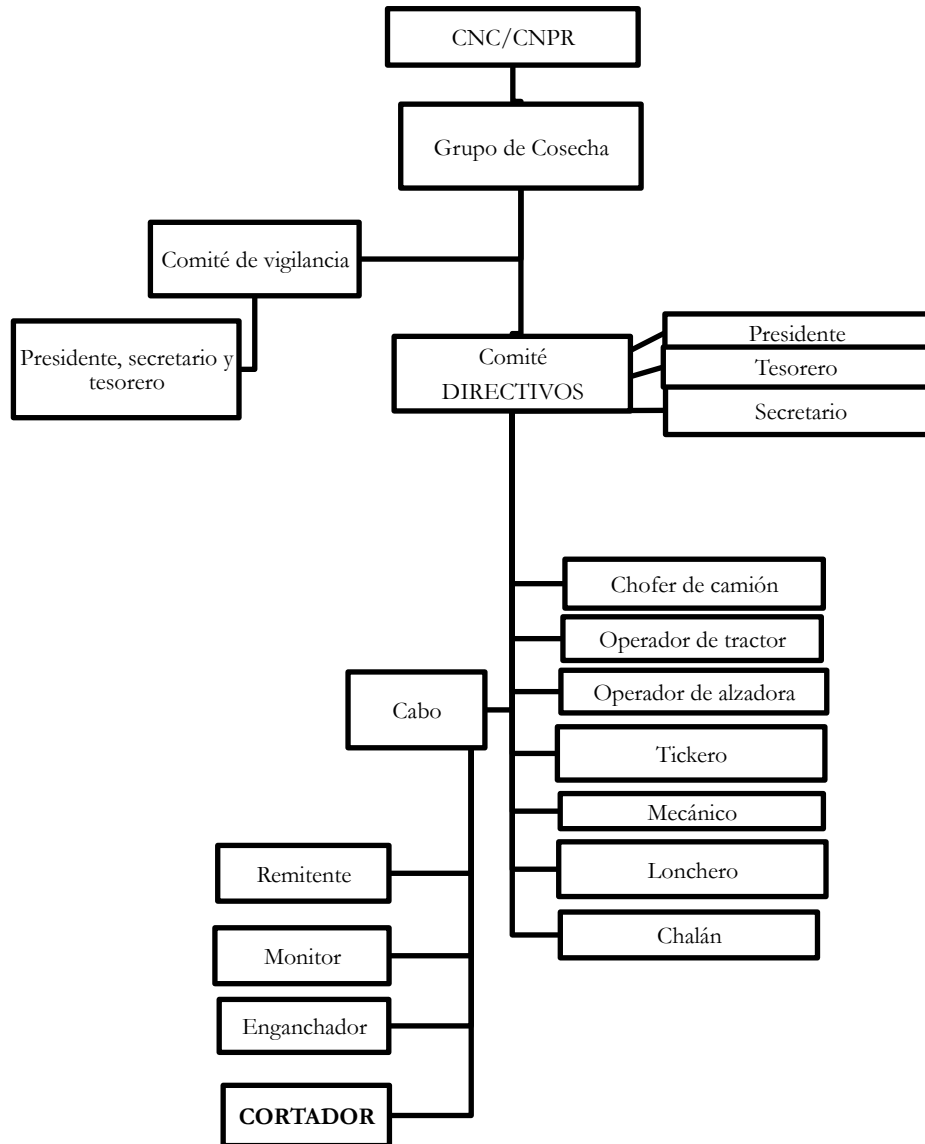 CNC/CNPR
Grupo de Cosecha
Comité de vigilancia
Presidente, secretario y
tesorero
Comité
DIRECTIVOS
Presidente
Tesorero
Secretario
Chofer de camión
Operador de tractor
Operador de alzadora
Cabo
Tickero
Mecánico
Lonchero
Chalán
Remitente
Monitor
Enganchador
CORTADOR